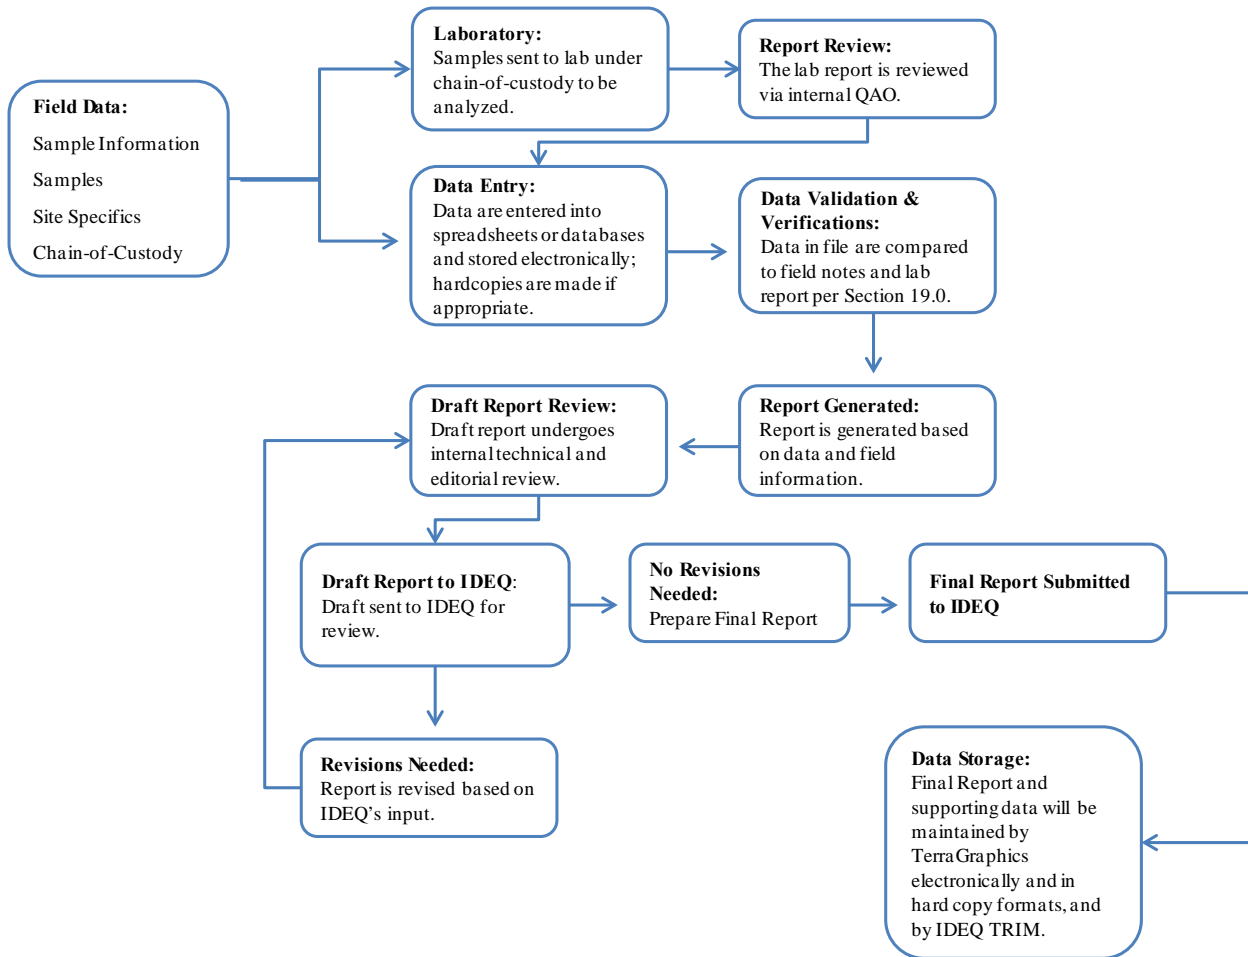 Field Data:
Sample Information
Samples
Site Specifics
Chain-of-Custody
Laboratory:
Samples sent to lab under
chain-of-custody to be
analyzed.
Report Review:
The lab report is reviewed
via internal QAO.
Data Entry:
Data are entered into
spreadsheets or databases
and stored electronically;
hardcopies are made if
appropriate.
Data Validation &
Verifications:
Data in file are compared
to field notes and lab
report per Section 19.0.
Report Generated:
Report is generated based
on data and field
information.
Draft Report Review:
Draft report undergoes
internal technical and
editorial review.
Draft Report to IDEQ:
Draft sent to IDEQ for
review.
No Revisions
Needed:
Prepare Final Report
Final Report Submitted
to IDEQ
Revisions Needed:
Report is revised based on
IDEQ’s input.
Data Storage:
Final Report and
supporting data will be
maintained by
TerraGraphics
electronically and in
hard copy formats, and
by IDEQ TRIM.